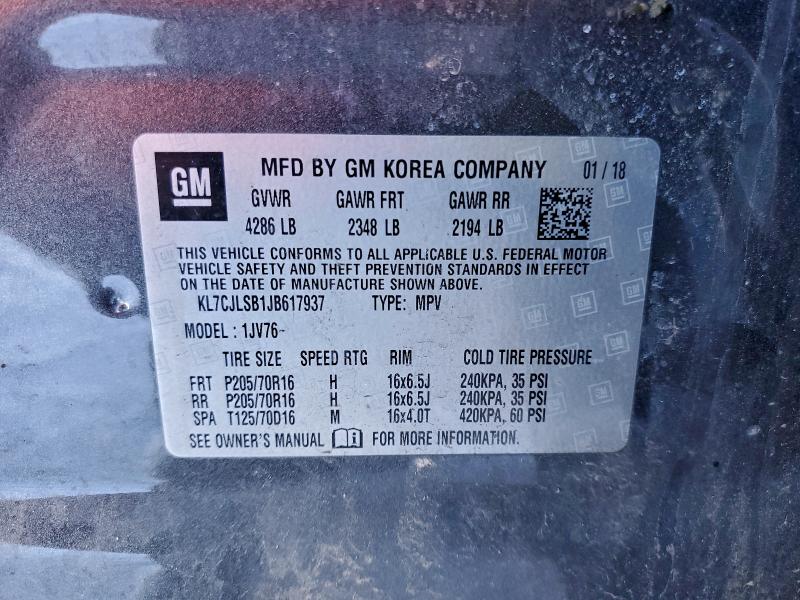 GM MFD BY GM KOREA COMPANY 01 / 18
GVWR GAWR FRT GAWR RR
4286 LB 2348 LB 2194 LB
THIS VEHICLE CONFORMS TO ALL APPLICABLE U.S. FEDERAL MOTOR
VEHICLE SAFETY AND THEFT PREVENTION STANDARDS IN EFFECT
ON THE DATE OF MANUFACTURE SHOWN ABOVE.
KL7CJLSB1JB617937 TYPE: MPV
MODEL : 1JV76-
TIRE SIZE SPEED RTG RIM COLD TIRE PRESSURE
FRT P205/70R16 H 16x6.5J 240KPA, 35 PSI
RR P205/70R16 H 16x6.5J 240KPA, 35 PSI
SPA T125/70D16 M 16x4.0T 420KPA, 60 PSI
SEE OWNER'S MANUAL FOR MORE INFORMATION.